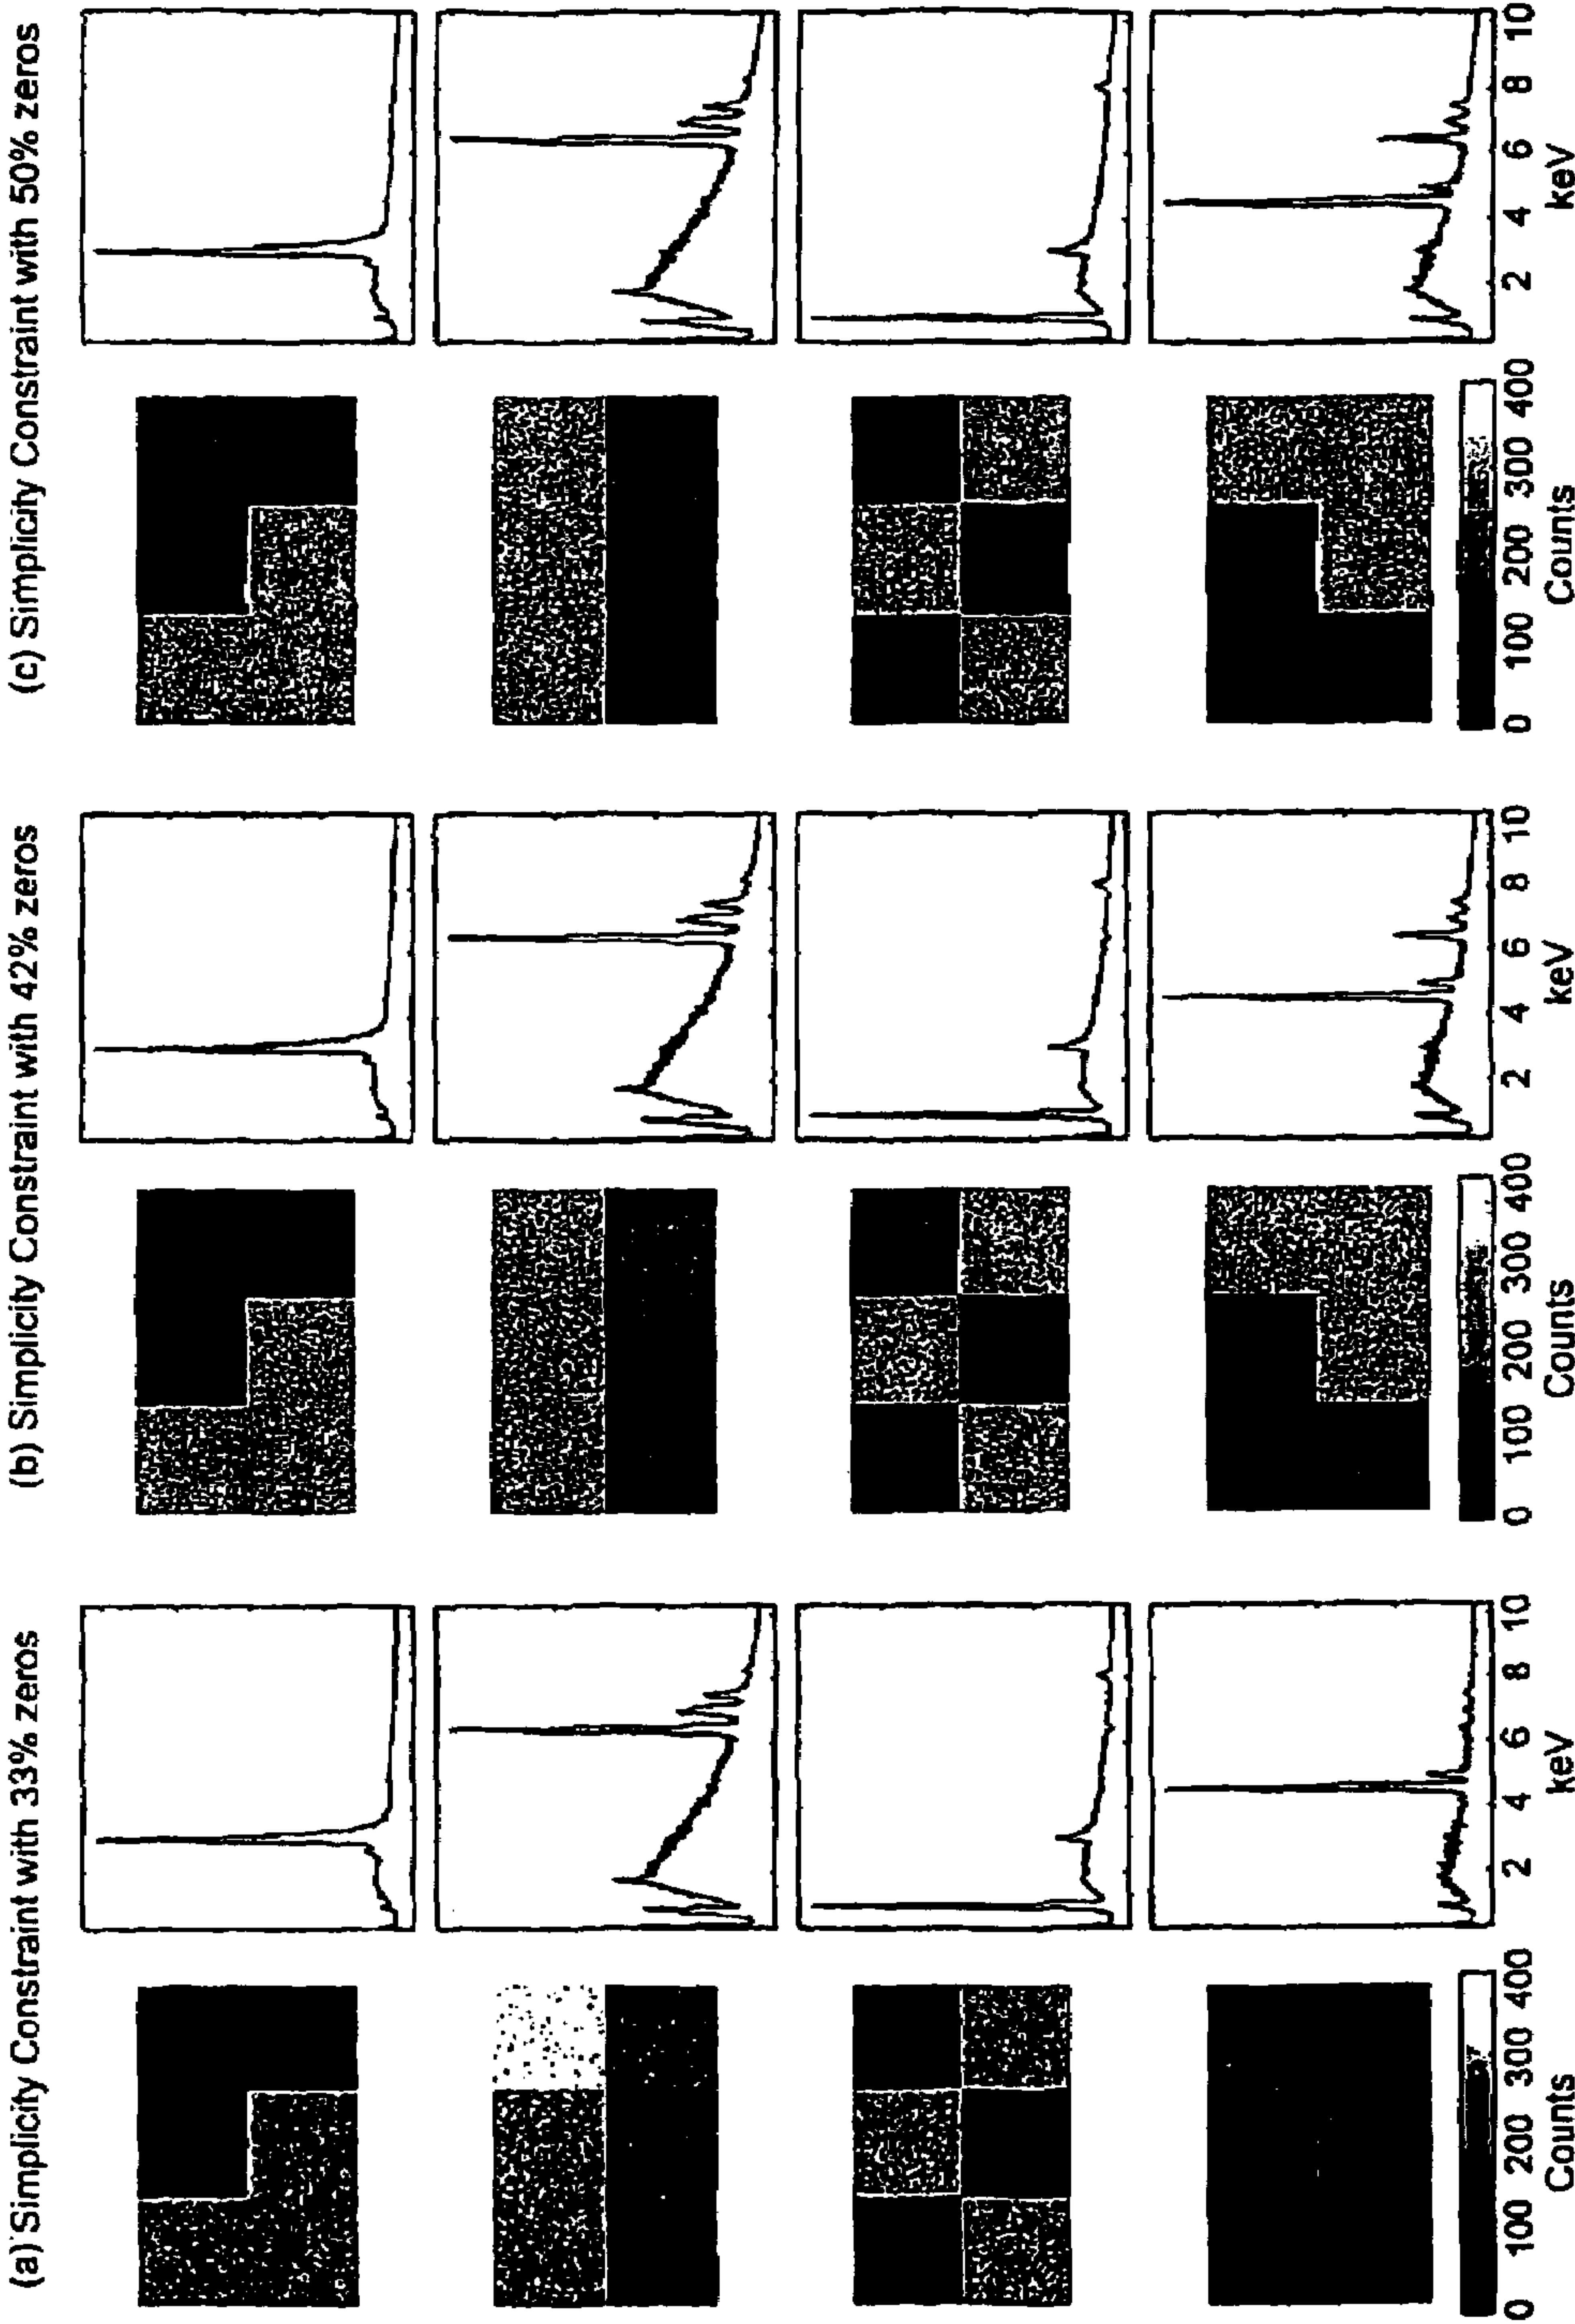 (a) Simplicity Constraint with 33% zeros
0 100 200 300 400
Counts
2 4 6 8 10
keV
(b) Simplicity Constraint with 42% zeros
0 100 200 300 400
Counts
2 4 6 8 10
keV
(c) Simplicity Constraint with 50% zeros
0 100 200 300 400
Counts
2 4 6 8 10
keV